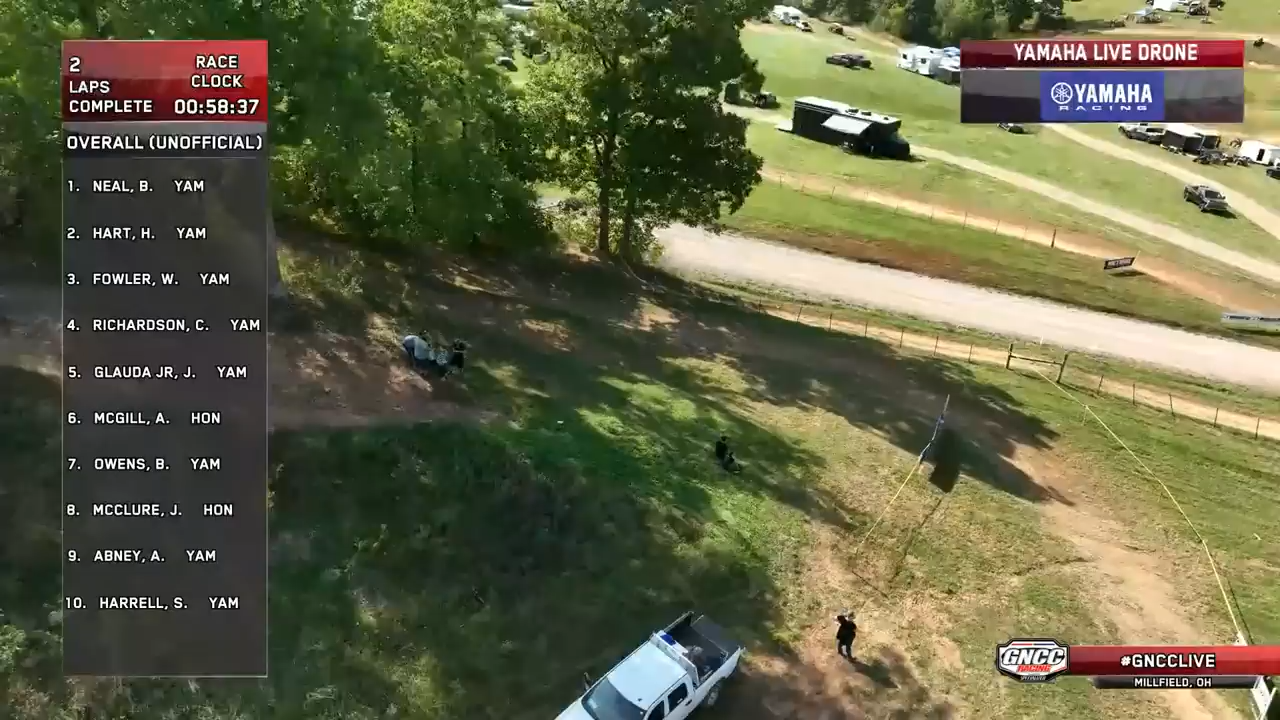 2
LAPS
COMPLETE
RACE
CLOCK
00:58:37
OVERALL (UNOFFICIAL)
1. NEAL, B. YAM
2. HART, H. YAM
3. FOWLER, W. YAM
4. RICHARDSON, C. YAM
5. GLAUDA JR, J. YAM
6. MCGILL, A. HON
7. OWENS, B. YAM
8. MCCLURE, J. HON
9. ABNEY, A. YAM
10. HARRELL, S. YAM
YAMAHA LIVE DRONE
YAMAHA
RACING
GNCC
RACING
#GNCCLIVE
MILLFIELD, OH